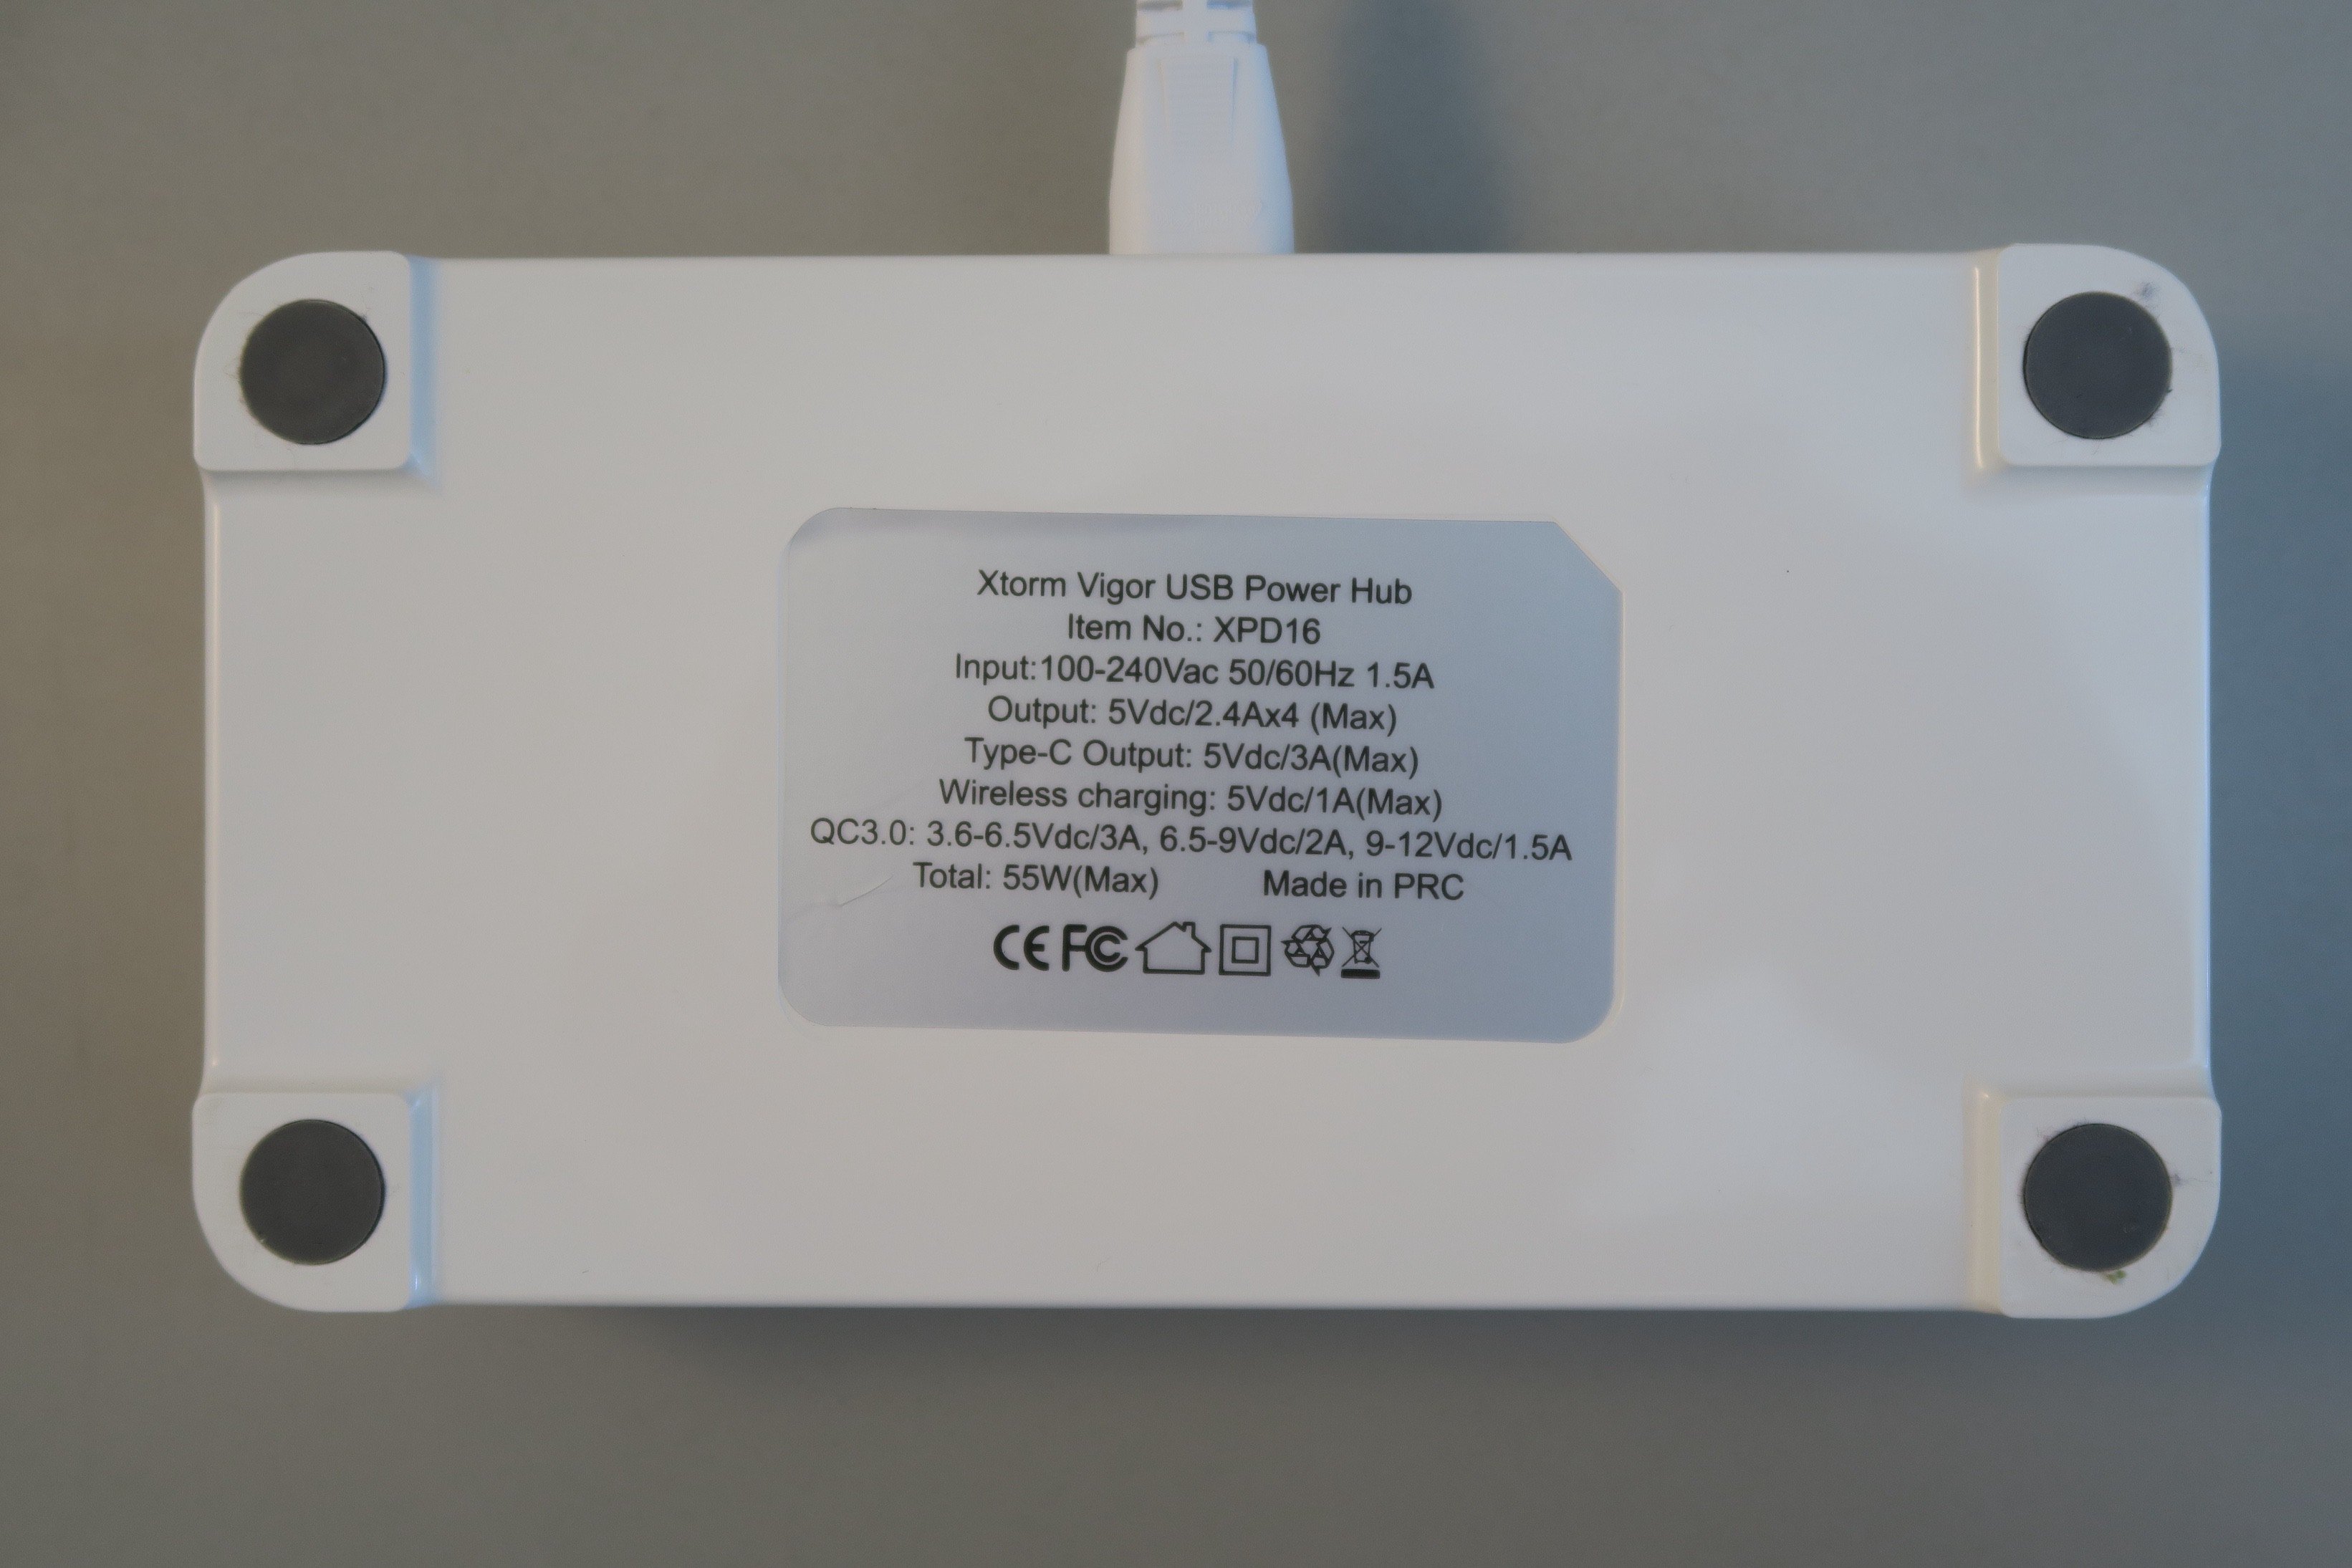 Xtorm Vigor USB Power Hub
Item No.: XPD16
Input:100-240Vac 50/60Hz 1.5A
Output: 5Vdc/2.4Ax4 (Max)
Type-C Output: 5Vdc/3A(Max)
Wireless charging: 5Vdc/1A(Max)
QC3.0: 3.6-6.5Vdc/3A, 6.5-9Vdc/2A, 9-12Vdc/1.5A
Total: 55W(Max) Made in PRC
CE FC